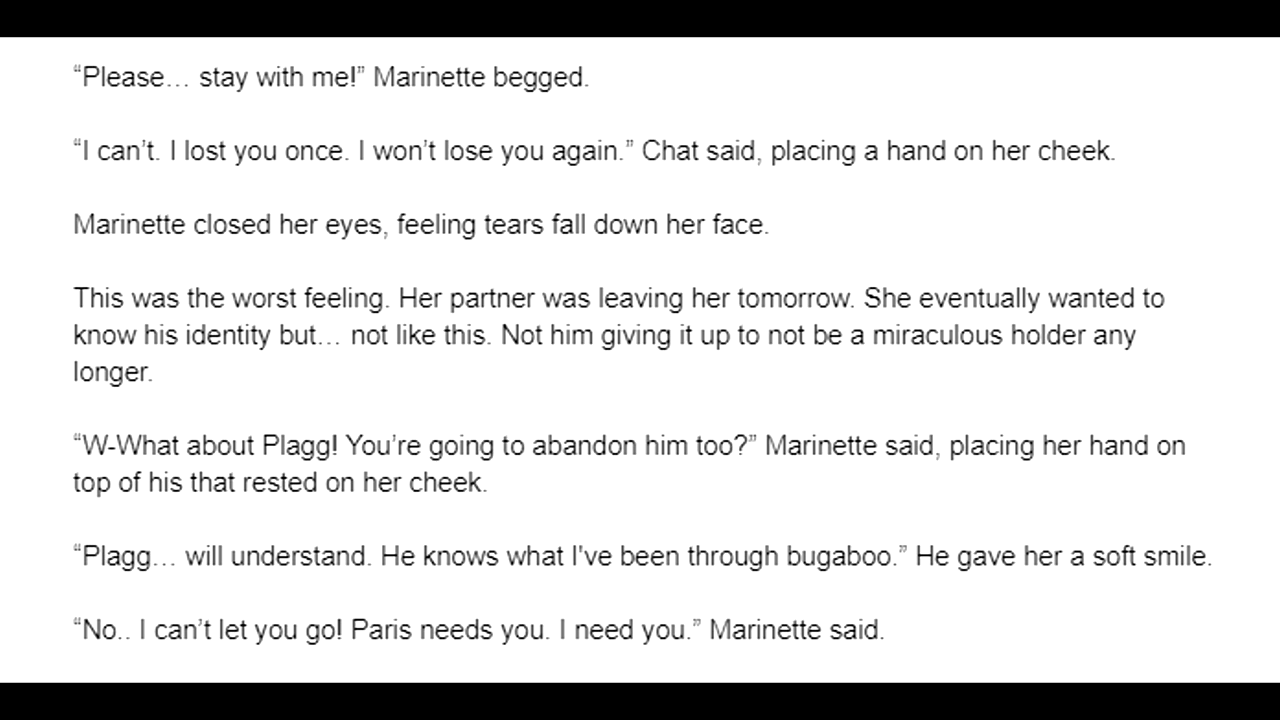 “Please… stay with me!” Marinette begged.
“I can’t. I lost you once. I won’t lose you again.” Chat said, placing a hand on her cheek.
Marinette closed her eyes, feeling tears fall down her face.
This was the worst feeling. Her partner was leaving her tomorrow. She eventually wanted to
know his identity but… not like this. Not him giving it up to not be a miraculous holder any
longer.
“W-What about Plagg! You’re going to abandon him too?” Marinette said, placing her hand on
top of his that rested on her cheek.
“Plagg… will understand. He knows what I've been through bugaboo.” He gave her a soft smile.
“No.. I can’t let you go! Paris needs you. I need you.” Marinette said.